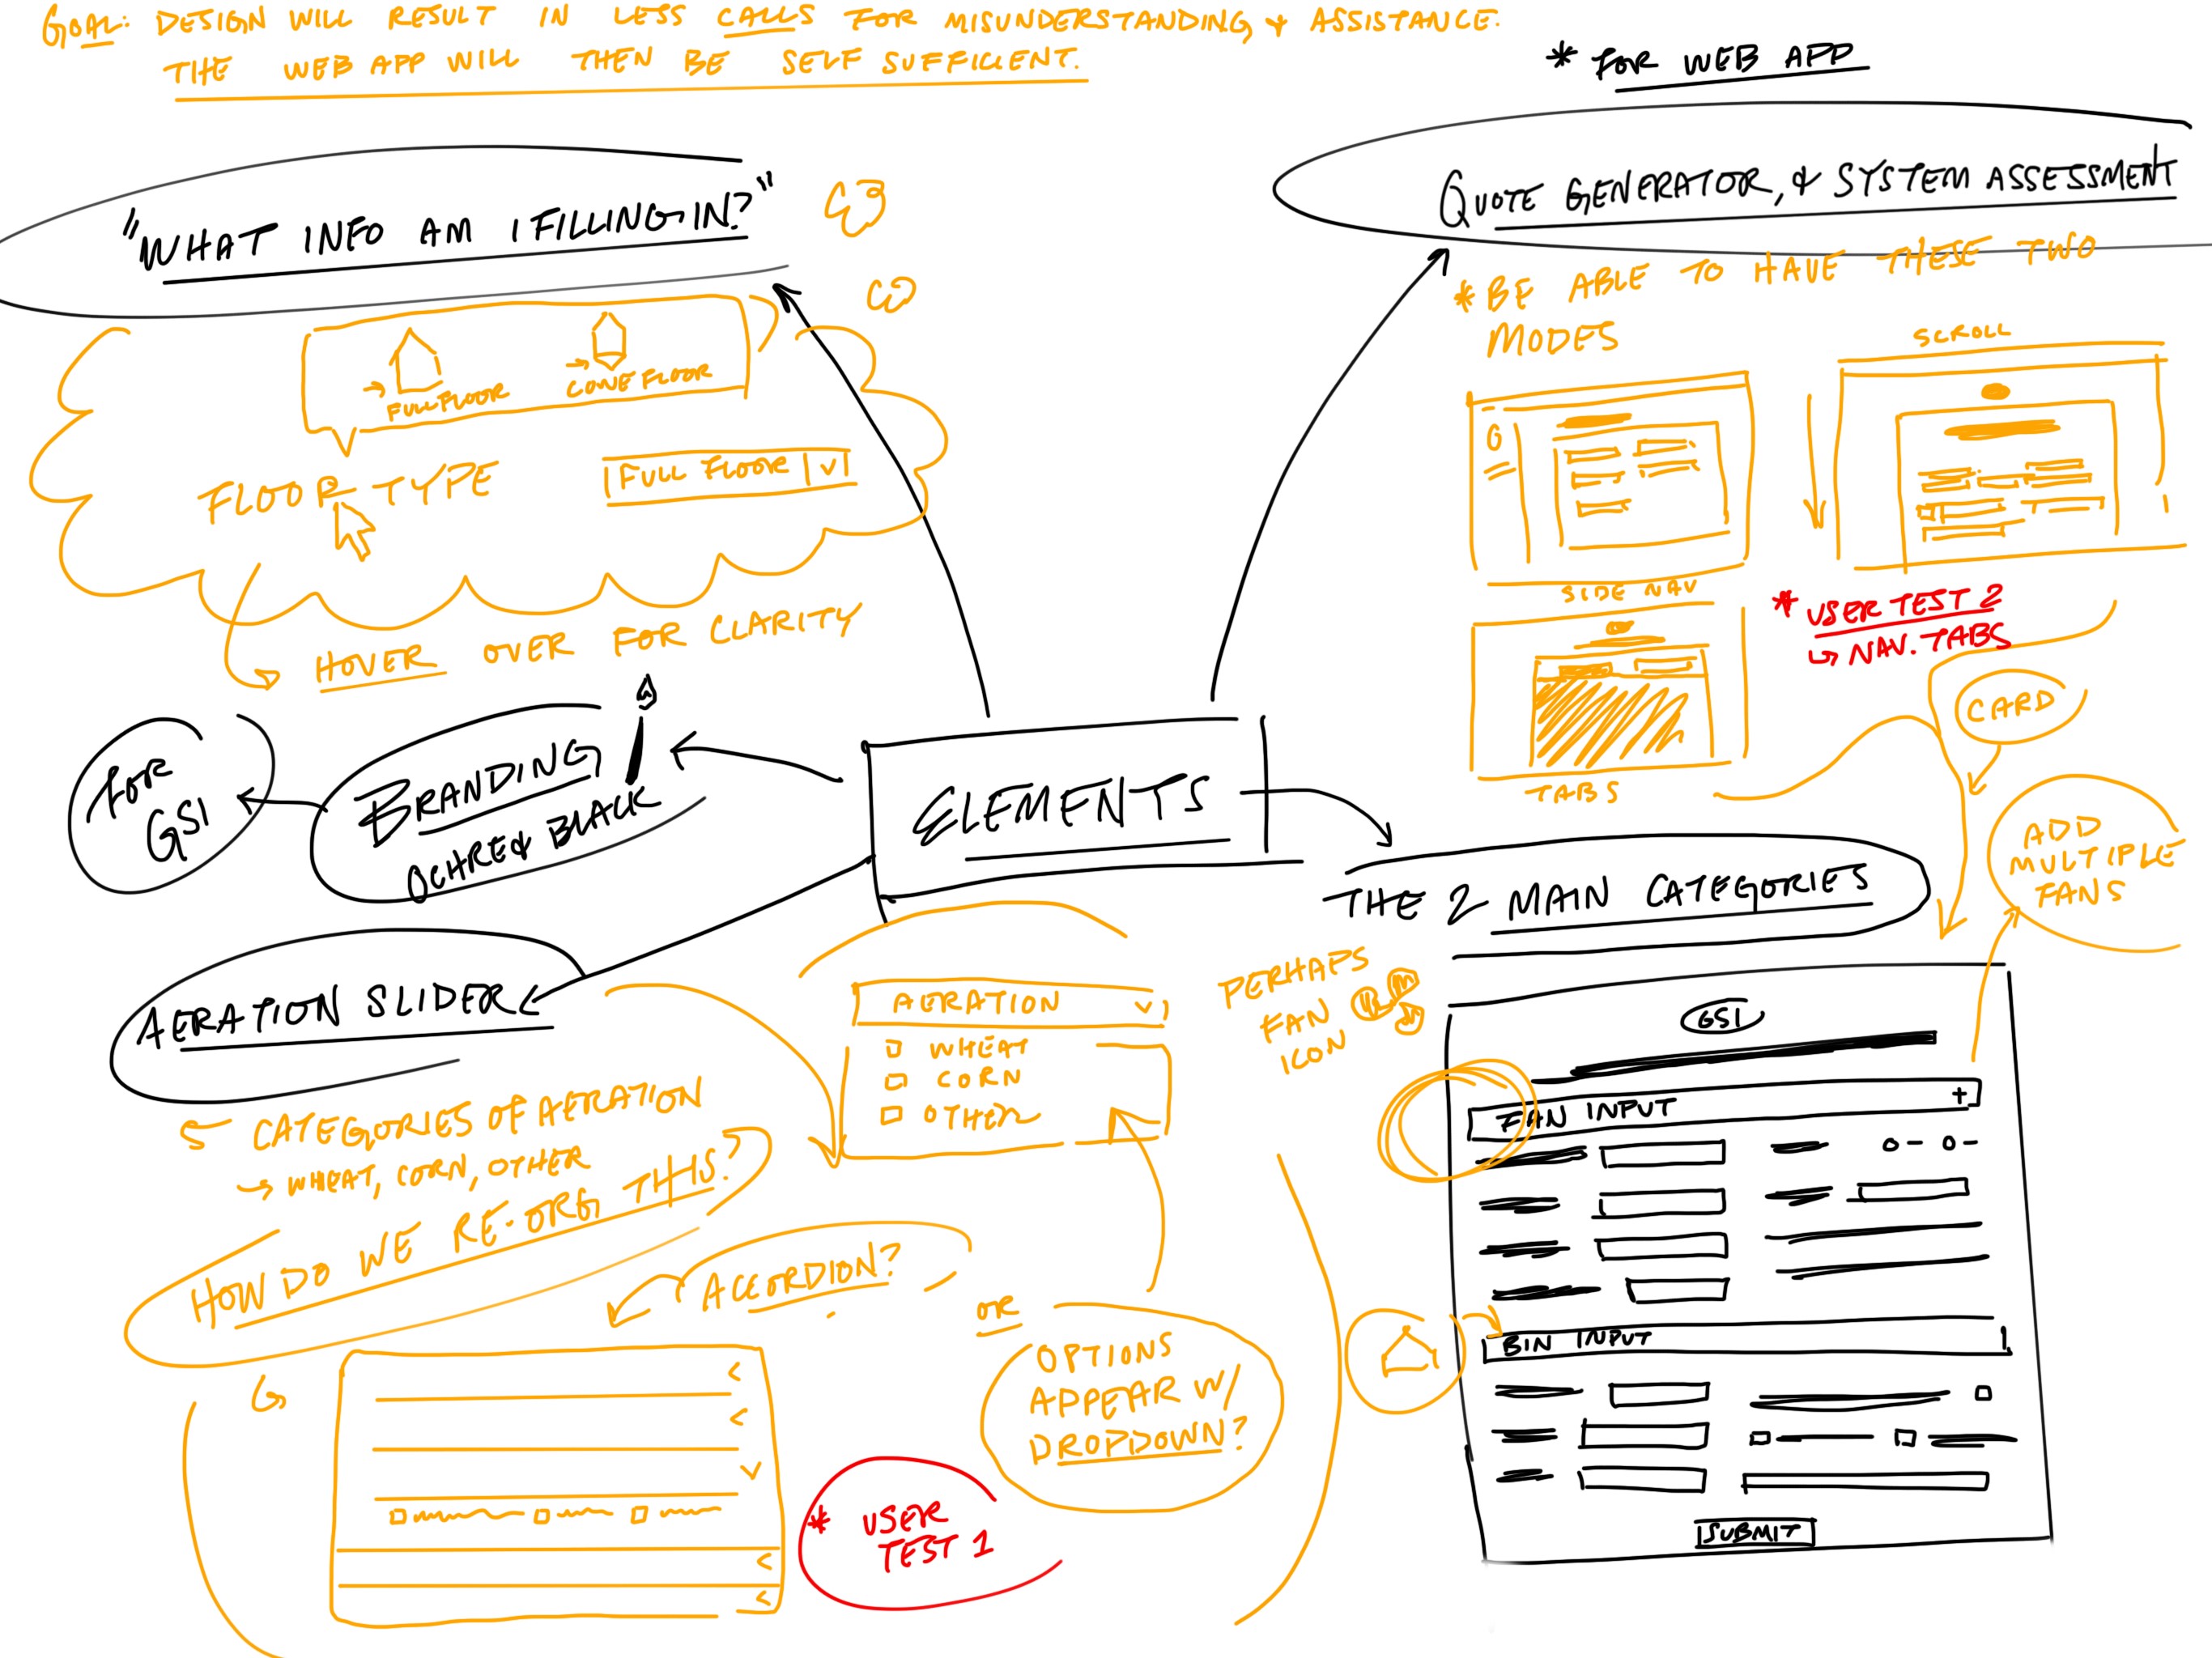 GOAL: DESIGN WILL RESULT IN LESS CALLS FOR MISUNDERSTANDING & ASSISTANCE.
THE WEB APP WILL THEN BE SELF SUFFICIENT.
* FOR WEB APP
"WHAT INFO AM I FILLING IN?"
QUOTE GENERATOR, & SYSTEM ASSESSMENT
* BE ABLE TO HAVE THESE TWO
MODES
SCROLL
SIDE NAV
TABS
* USER TEST 2
↳ NAV. TABS
CARD
→ FULL FLOOR
→ CONE FLOOR
FLOOR TYPE
FULL FLOOR
HOVER OVER FOR CLARITY
FOR
GSI
BRANDING
OCHRE & BLACK
ELEMENTS
THE 2 MAIN CATEGORIES
ADD
MULTIPLE
FANS
AERATION SLIDER
CATEGORIES OF AERATION
→ WHEAT, CORN, OTHER
HOW DO WE RE-ORG THIS?
AERATION
WHEAT
CORN
OTHER
PERHAPS
FAN
ICON
ACCORDION?
OR
OPTIONS
APPEAR W/
DROPDOWN?
* USER
TEST 1
GSI
FAN INPUT +
BIN INPUT
SUBMIT